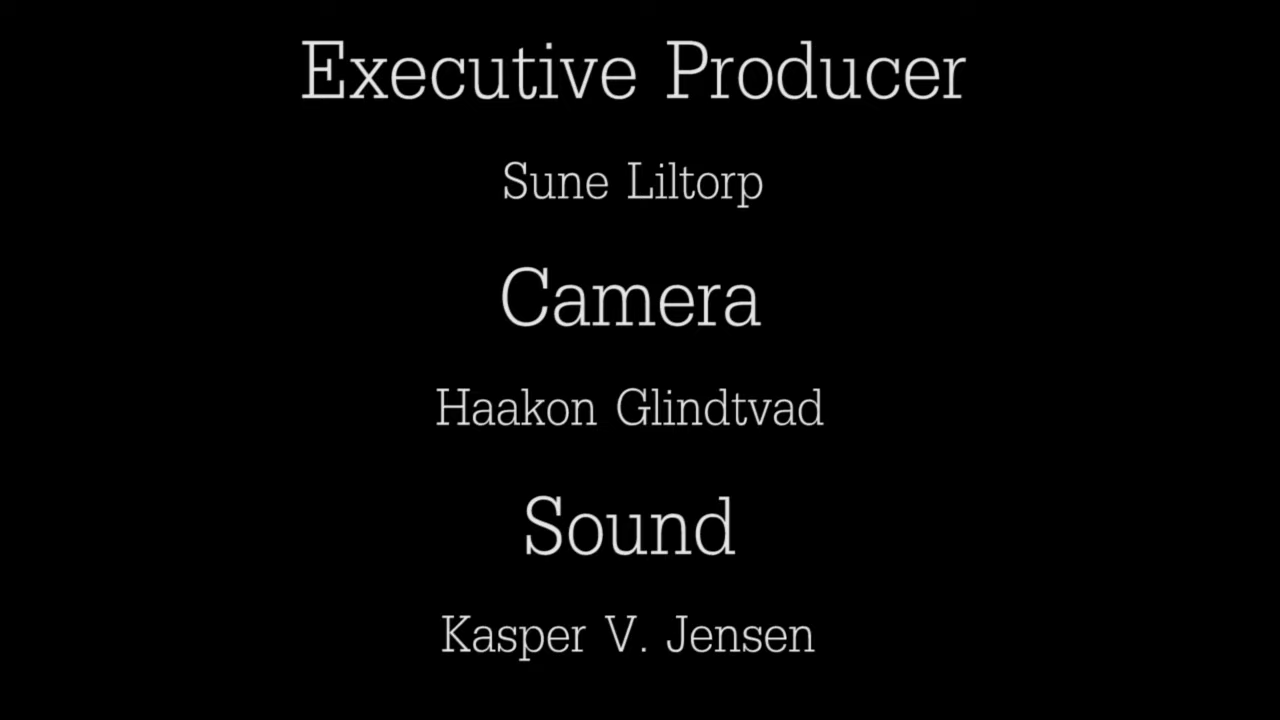 Executive Producer
Sune Liltorp
Camera
Haakon Glindtvad
Sound
Kasper V. Jensen